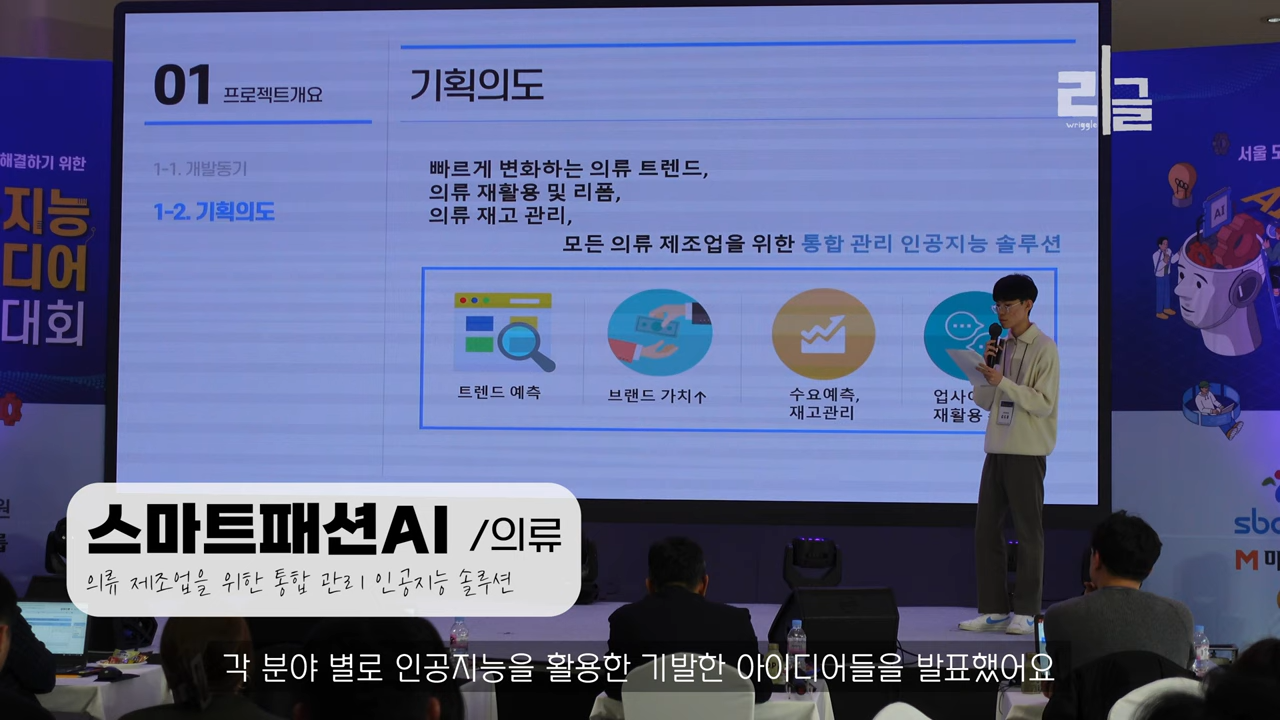 01 프로젝트개요
1-1. 개발동기
1-2. 기획의도
기획의도
빠르게 변화하는 의류 트렌드,
의류 재활용 및 리폼,
의류 재고 관리,
모든 의류 제조업을 위한 통합 관리 인공지능 솔루션
트렌드 예측
브랜드 가치↑
수요예측,
재고관리
재활용
리글
wriggle
해결하기 위한
지능
디어
대회
서울
AI
스마트패션AI /의류
의류 제조업을 위한 통합 관리 인공지능 솔루션
각 분야 별로 인공지능을 활용한 기발한 아이디어들을 발표했어요